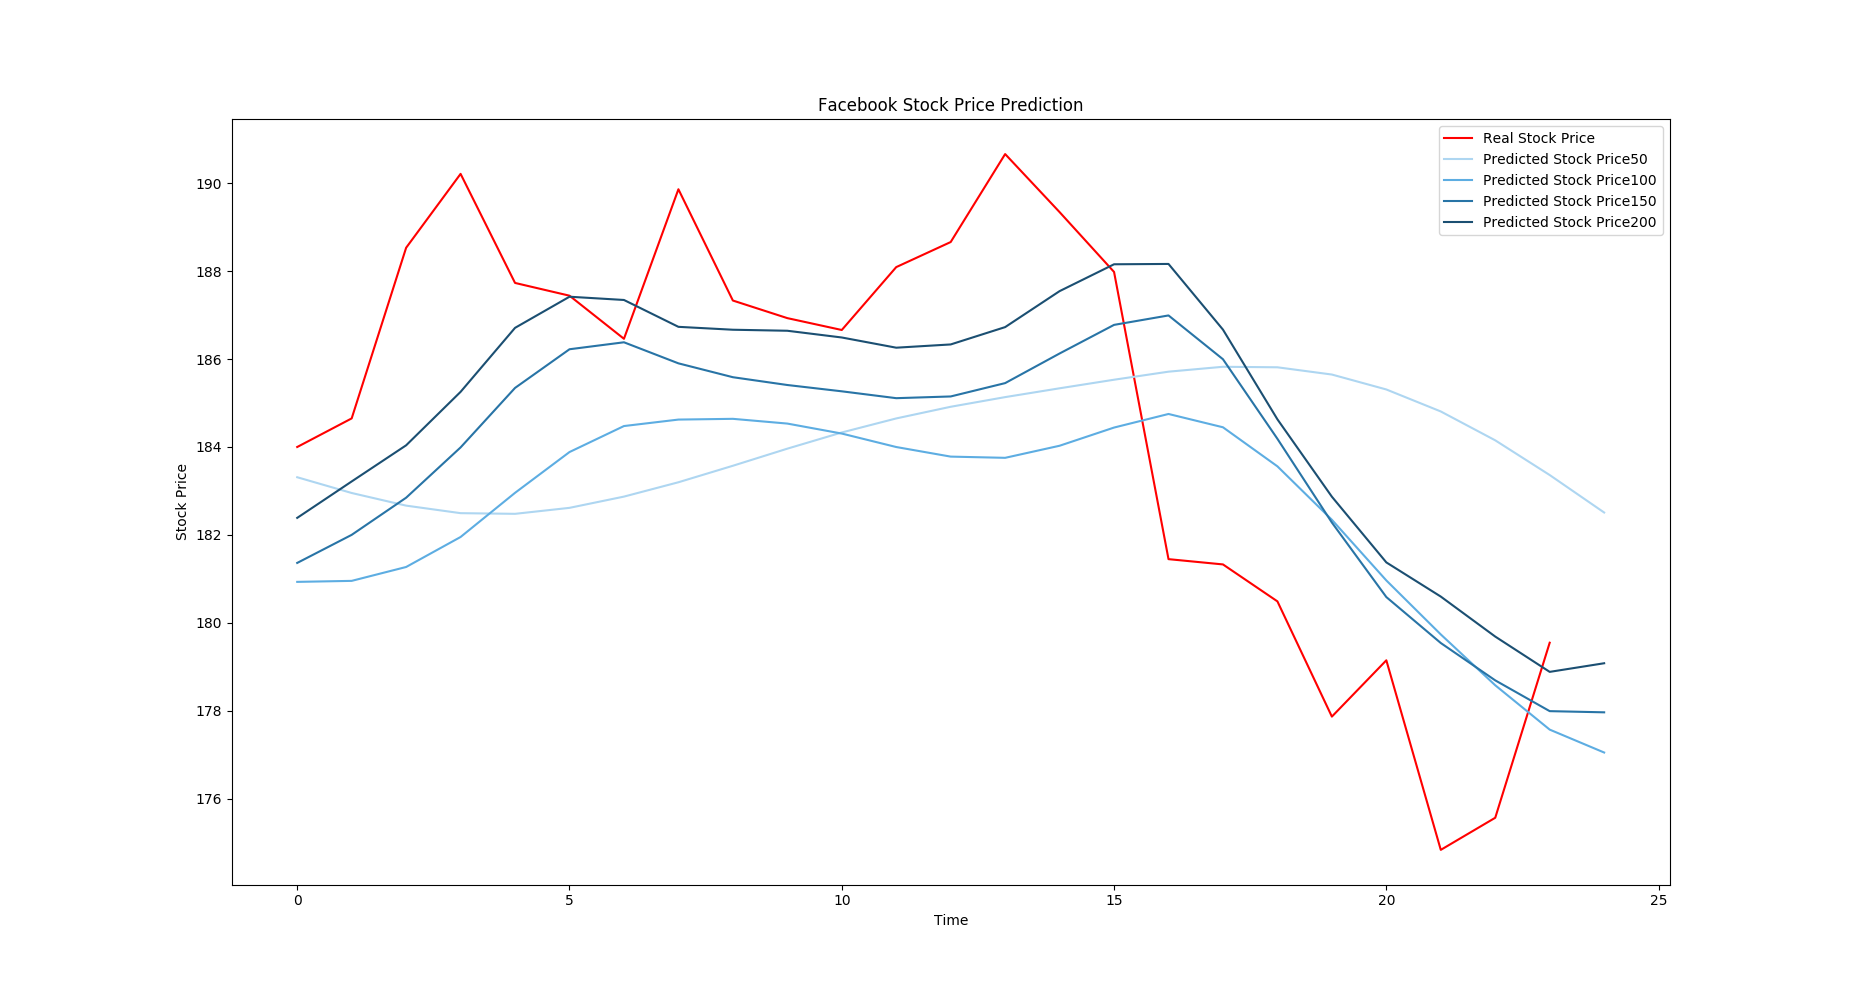 Facebook Stock Price Prediction
Real Stock Price
Predicted Stock Price50
Predicted Stock Price100
Predicted Stock Price150
Predicted Stock Price200
Stock Price
190
188
186
184
182
180
178
176
0 5 10 15 20 25
Time